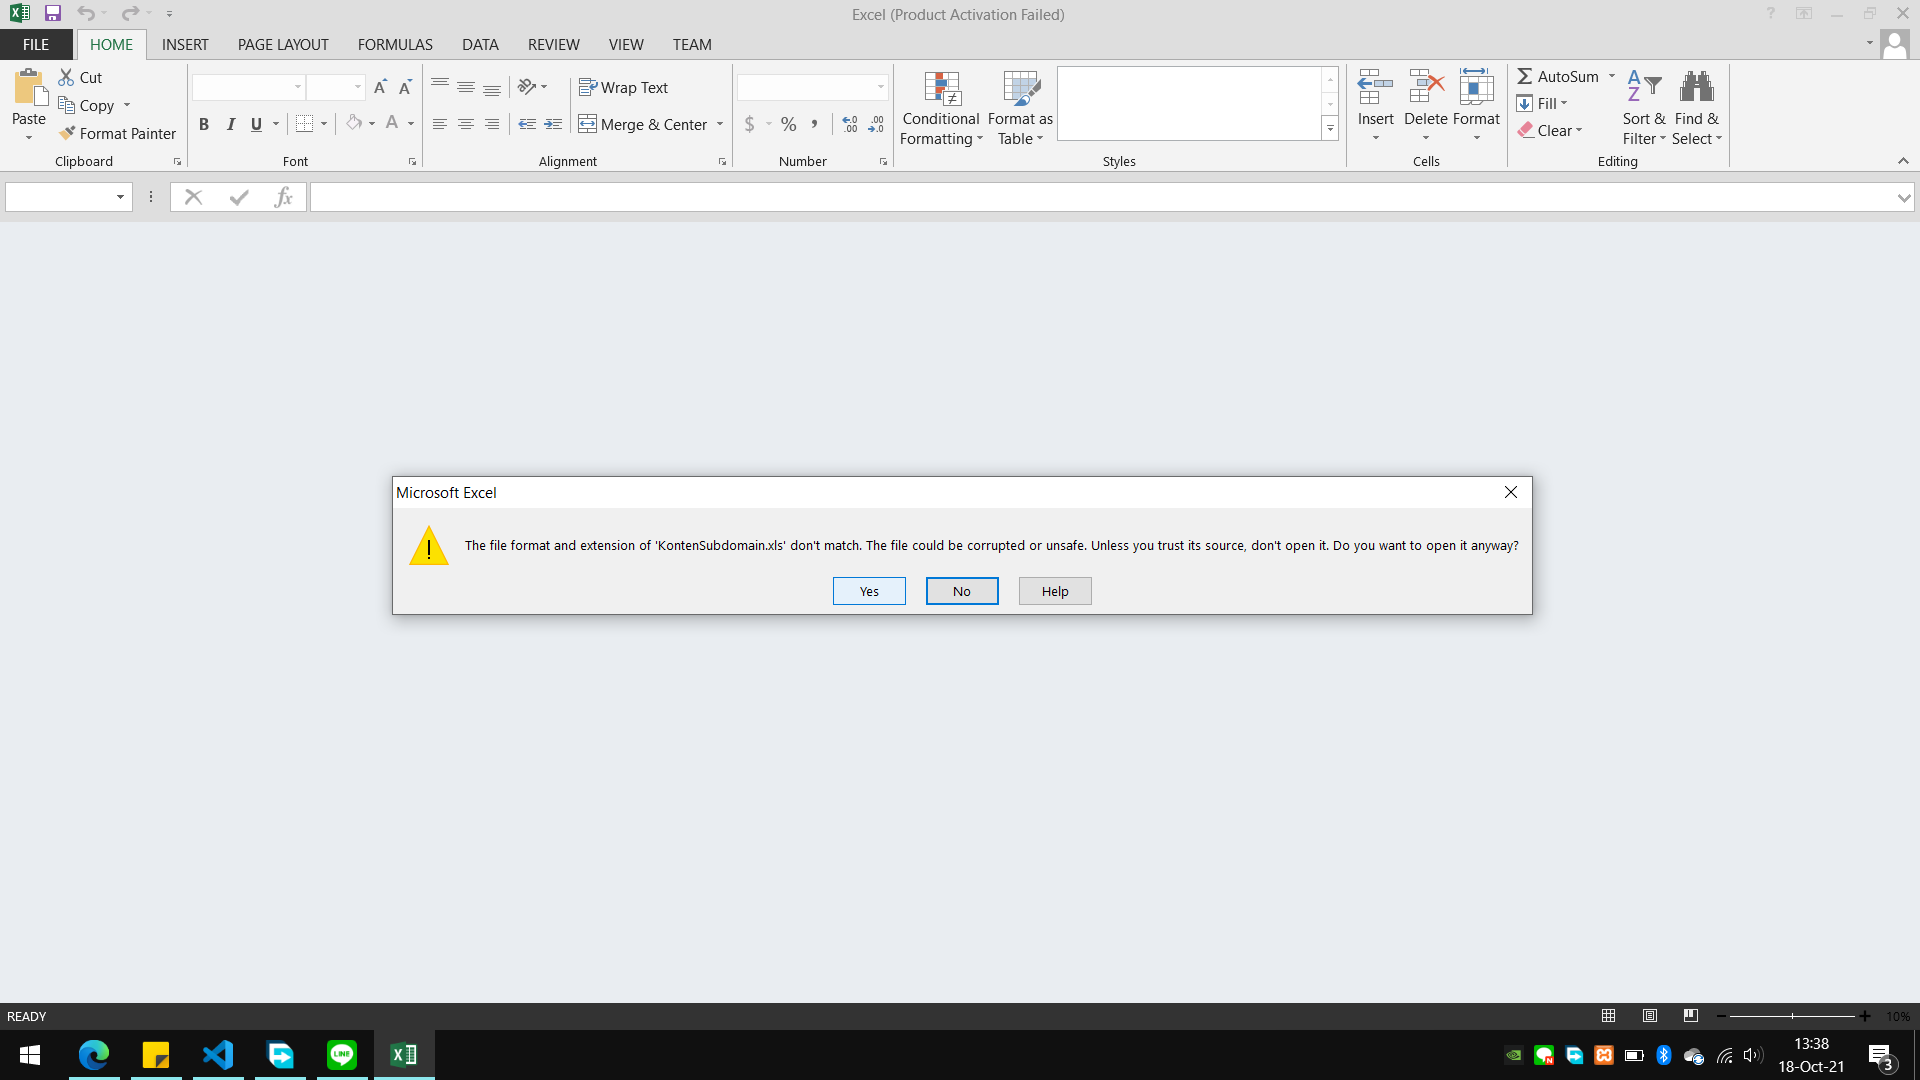 Excel (Product Activation Failed)
FILE HOME INSERT PAGE LAYOUT FORMULAS DATA REVIEW VIEW TEAM
Paste
Cut
Copy
Format Painter
Clipboard
B I U
A
Font
Wrap Text
Merge & Center
Alignment
$ % ,
Number
Conditional Formatting
Format as Table
Styles
Insert
Delete
Format
Cells
AutoSum
Fill
Clear
Sort & Filter
Find & Select
Editing
fx
Microsoft Excel
The file format and extension of 'KontenSubdomain.xls' don't match. The file could be corrupted or unsafe. Unless you trust its source, don't open it. Do you want to open it anyway?
Yes No Help
READY
10%
LINE
13:38
18-Oct-21
3